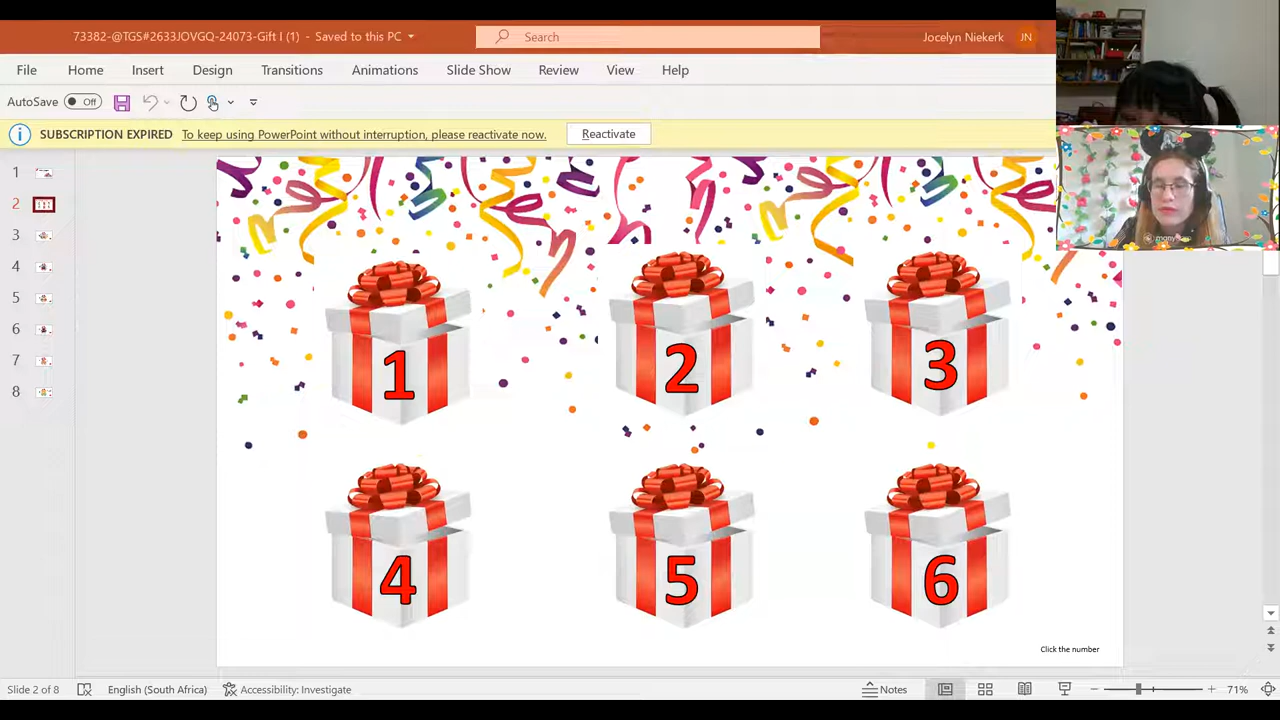 73382-@TGS#2633JOVGQ-24073-Gift I (1) - Saved to this PC
Search
Jocelyn Niekerk
JN
File Home Insert Design Transitions Animations Slide Show Review View Help
AutoSave Off
SUBSCRIPTION EXPIRED To keep using PowerPoint without interruption, please reactivate now. Reactivate
1
2
3
4
5
6
7
8
1 2 3
4 5 6
Click the number
Slide 2 of 8 English (South Africa) Accessibility: Investigate Notes 71%